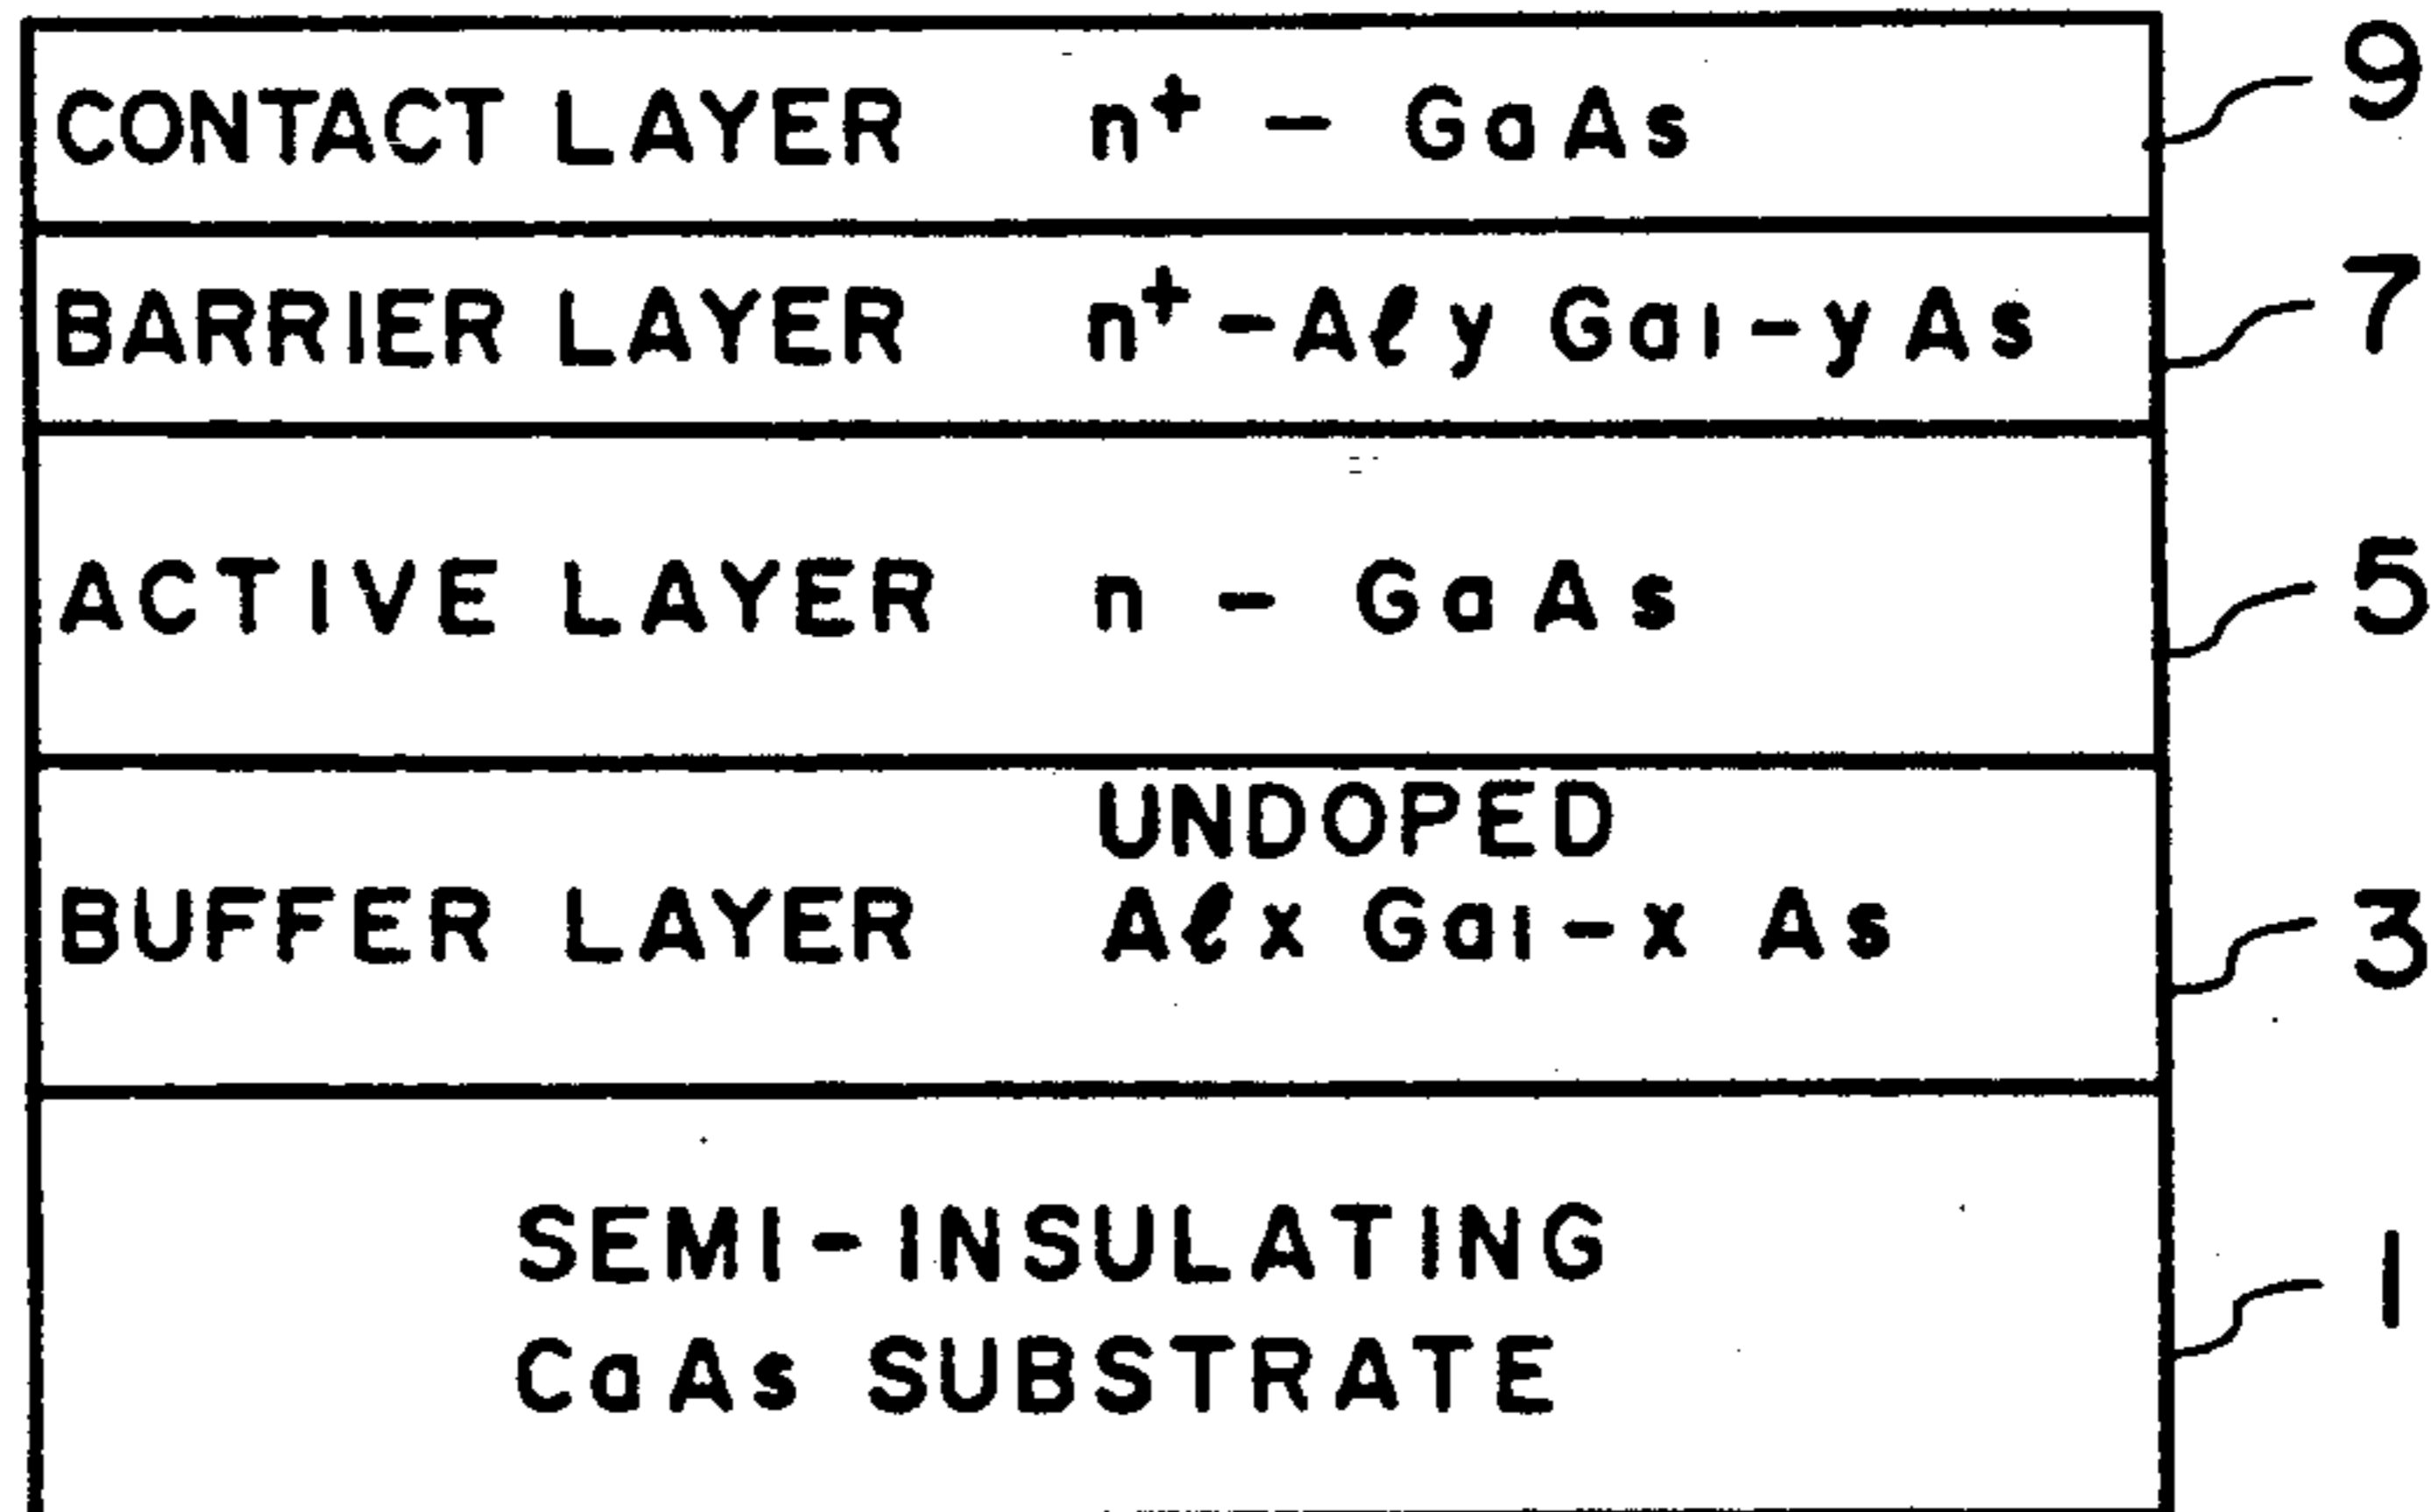 CONTACT LAYER n+ - GaAs 9
BARRIER LAYER n+-Aℓy Ga1-y As 7
ACTIVE LAYER n - GaAs 5
UNDOPED
BUFFER LAYER Aℓx Ga1-x As 3
SEMI-INSULATING
CaAs SUBSTRATE
1